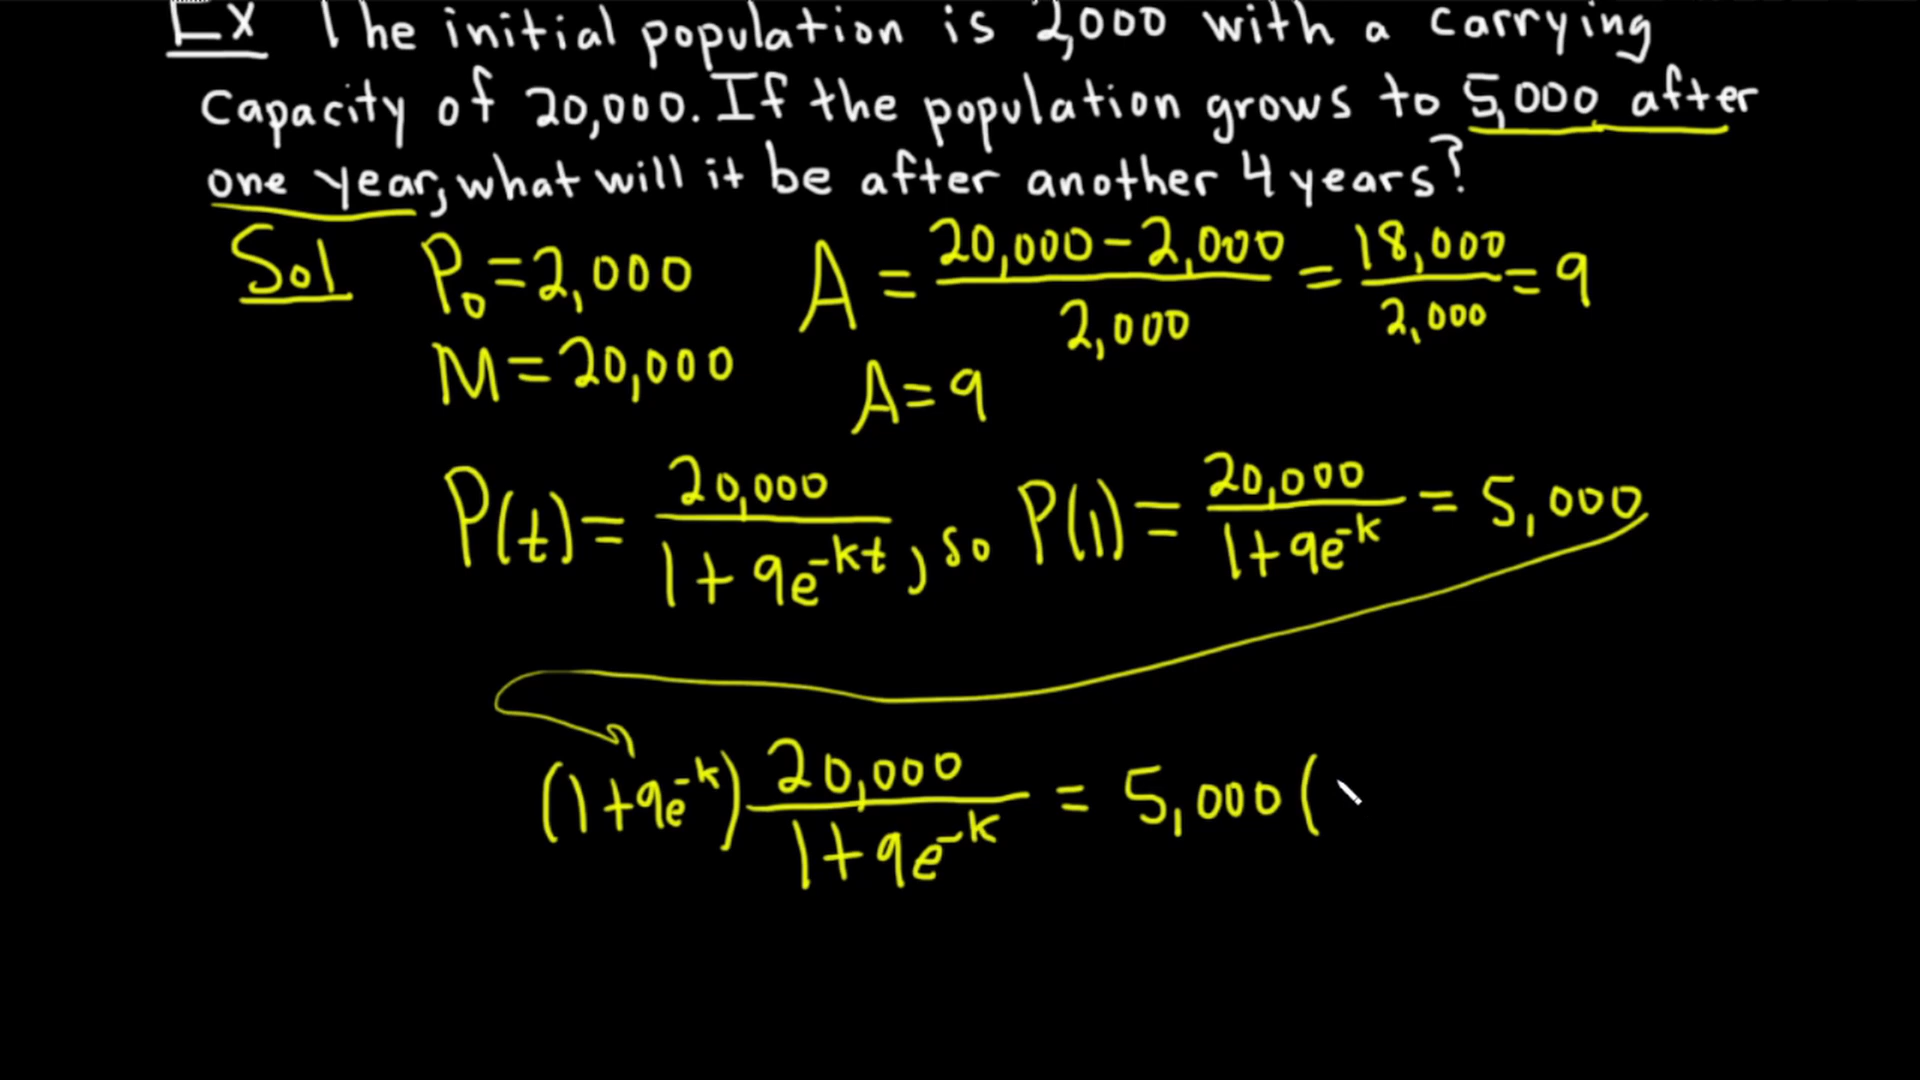 Ex The initial population is 2,000 with a carrying
capacity of 20,000. If the population grows to 5,000 after
one year, what will it be after another 4 years?
Sol P₀=2,000 A = (20,000-2,000)/2,000 = 18,000/2,000 = 9
M=20,000 A=9
P(t)= 20,000/(1+9e^(-kt)), so P(1)= 20,000/(1+9e^(-k)) = 5,000
(1+9e^(-k)) 20,000/(1+9e^(-k)) = 5,000 (